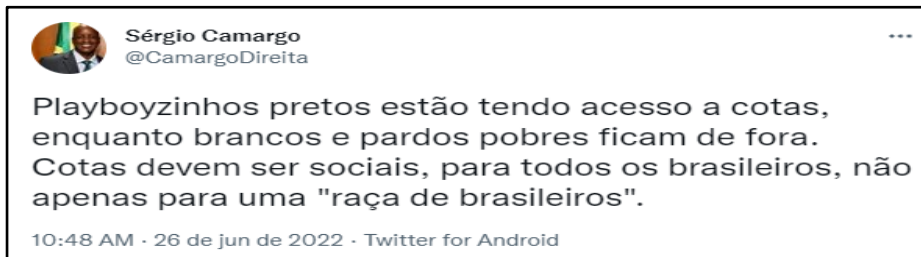 Sérgio Camargo
@CamargoDireita
Playboyzinhos pretos estão tendo acesso a cotas,
enquanto brancos e pardos pobres ficam de fora.
Cotas devem ser sociais, para todos os brasileiros, não
apenas para uma "raça de brasileiros".
10:48 AM · 26 de jun de 2022 · Twitter for Android